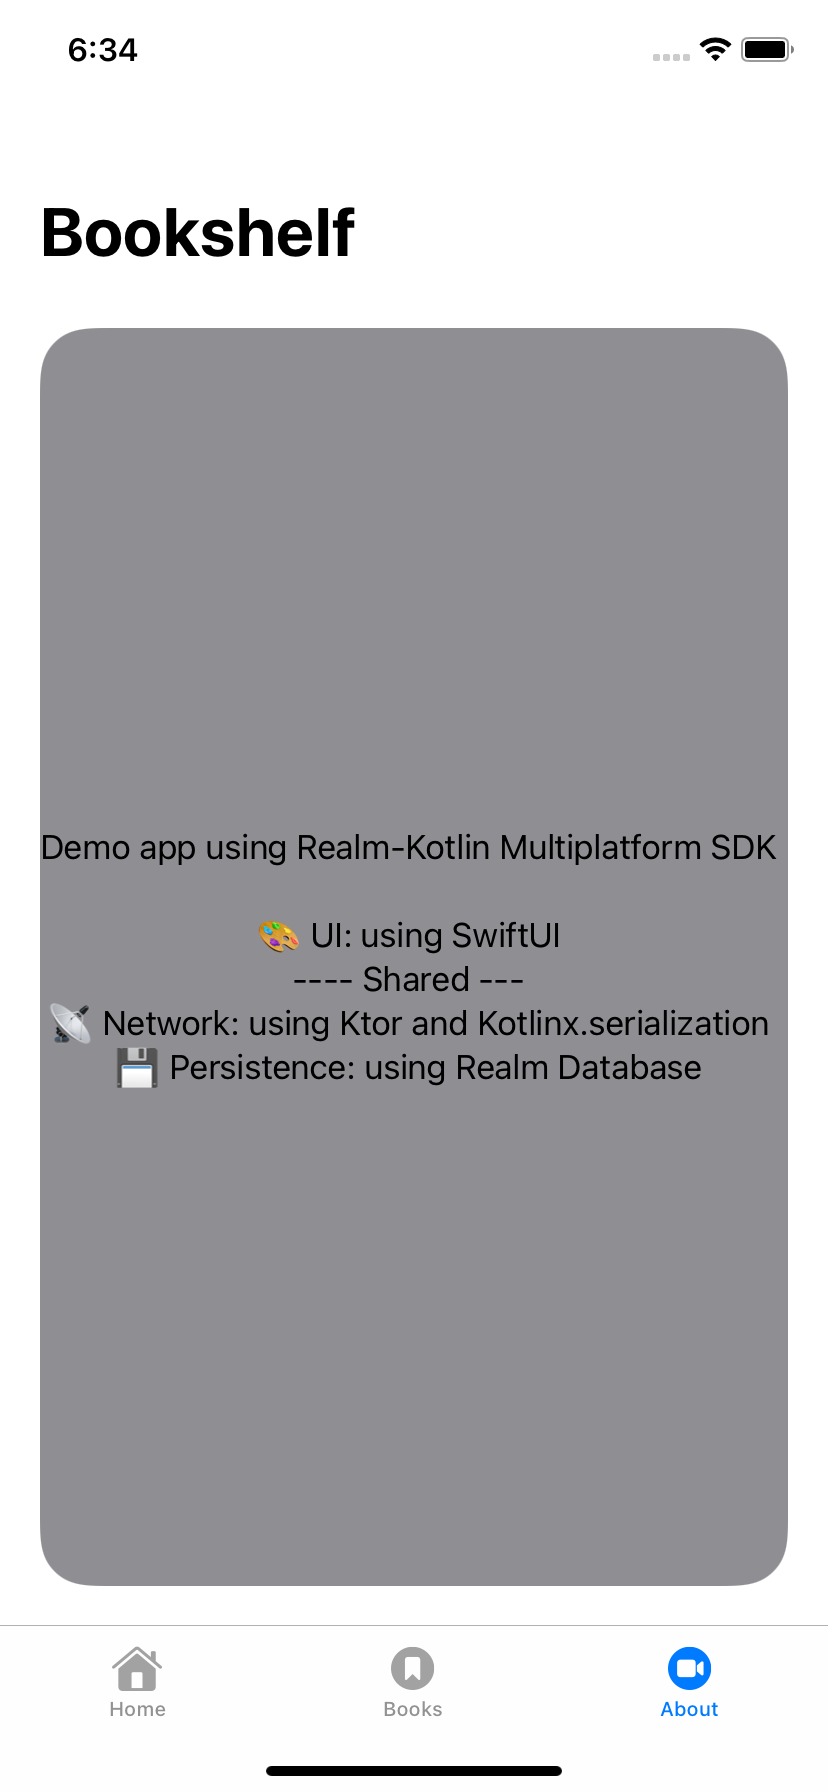 6:34
Bookshelf
Demo app using Realm-Kotlin Multiplatform SDK
🎨 UI: using SwiftUI
---- Shared ---
📡 Network: using Ktor and Kotlinx.serialization
💾 Persistence: using Realm Database
Home
Books
About